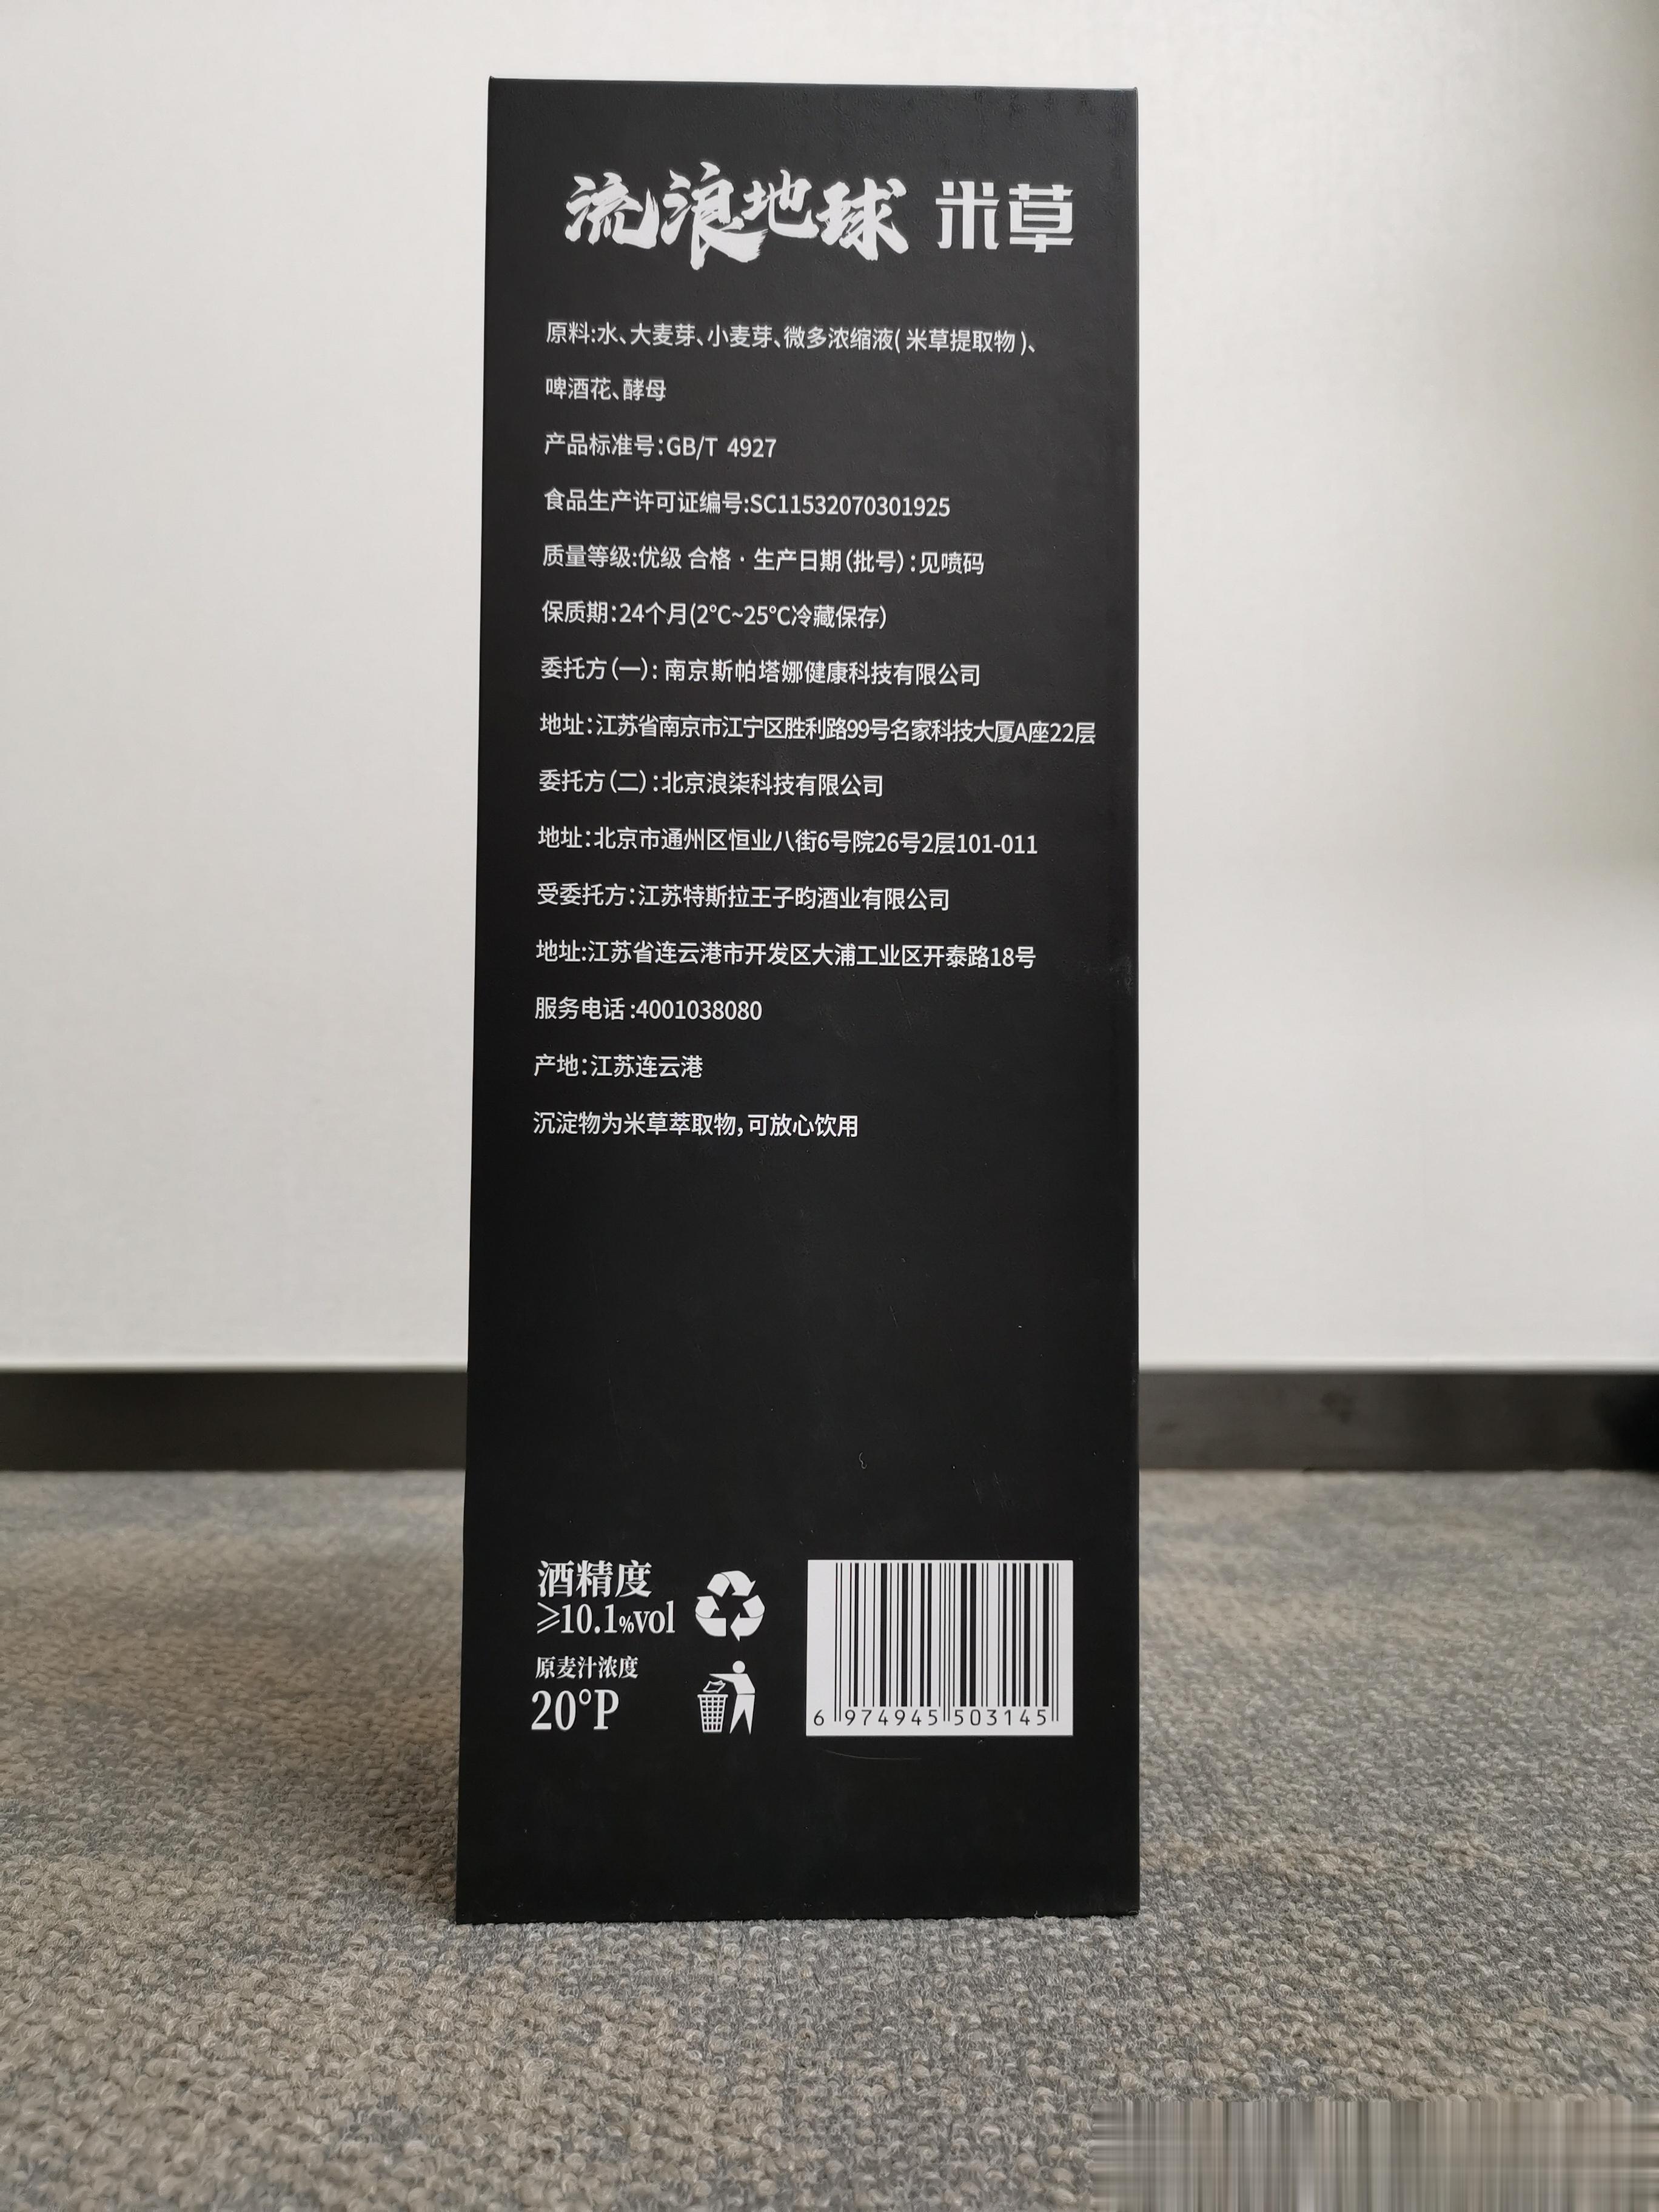 流浪地球 米草
原料:水、大麦芽、小麦芽、微多浓缩液( 米草提取物 )、
啤酒花、酵母
产品标准号：GB/T 4927
食品生产许可证编号:SC11532070301925
质量等级:优级 合格 · 生产日期（批号）：见喷码
保质期：24个月(2°C~25°C冷藏保存）
委托方（一）：南京斯帕塔娜健康科技有限公司
地址：江苏省南京市江宁区胜利路99号名家科技大厦A座22层
委托方（二）：北京浪柒科技有限公司
地址：北京市通州区恒业八街6号院26号2层101-011
受委托方：江苏特斯拉王子昀酒业有限公司
地址:江苏省连云港市开发区大浦工业区开泰路18号
服务电话 :4001038080
产地：江苏连云港
沉淀物为米草萃取物，可放心饮用
酒精度
≥10.1%vol
原麦汁浓度
20°P
6 974945 503145